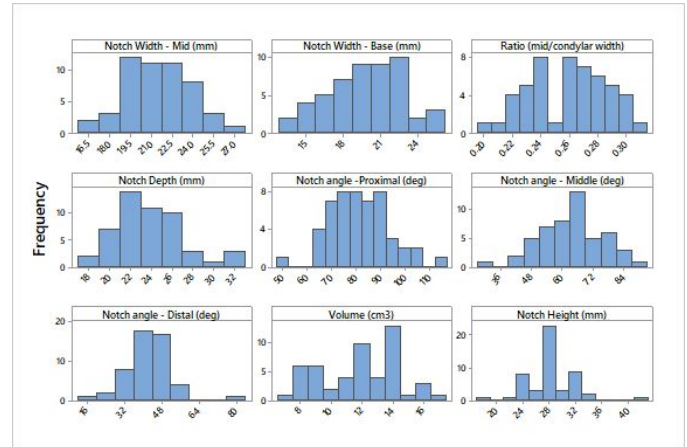 Notch Width - Mid (mm)
Notch Width - Base (mm)
Ratio (mid/condylar width)
10
5
0
16.5 18.0 19.5 21.0 22.5 24.0 25.5 27.0
10
5
0
15 18 21 24
8
4
0
0.20 0.22 0.24 0.26 0.28 0.30
Frequency
Notch Depth (mm)
Notch angle -Proximal (deg)
Notch angle - Middle (deg)
10
5
0
18 20 22 24 26 28 30 32
8
4
0
50 60 70 80 90 100 110
10
5
0
36 48 60 72 84
Notch angle - Distal (deg)
Volume (cm3)
Notch Height (mm)
20
10
0
16 32 48 64 80
10
5
0
8 10 12 14 16
20
10
0
20 24 28 32 36 40